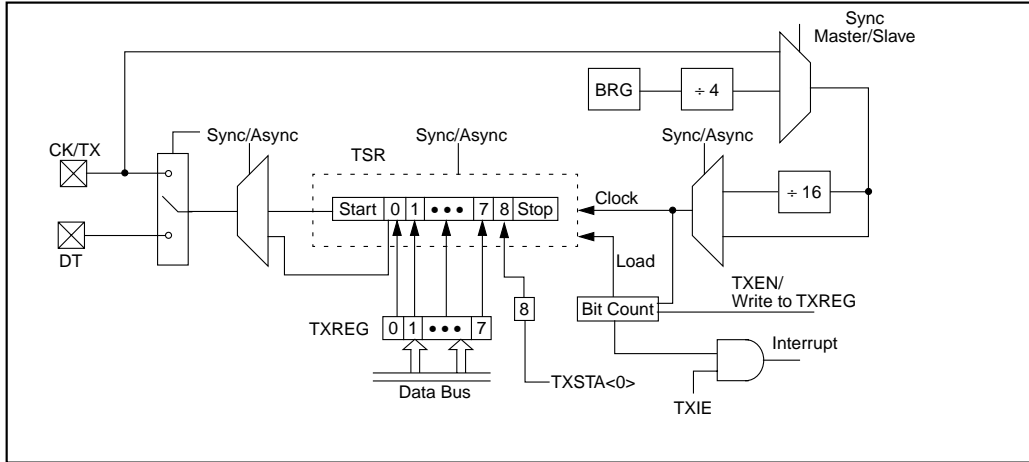 Sync
Master/Slave
BRG
÷ 4
Sync/Async
Sync/Async
Sync/Async
CK/TX
TSR
÷ 16
Start 0 1 ••• 7 8 Stop
Clock
DT
Load
TXEN/
Write to TXREG
8
Bit Count
TXREG 0 1 ••• 7
Interrupt
Data Bus
TXSTA<0>
TXIE